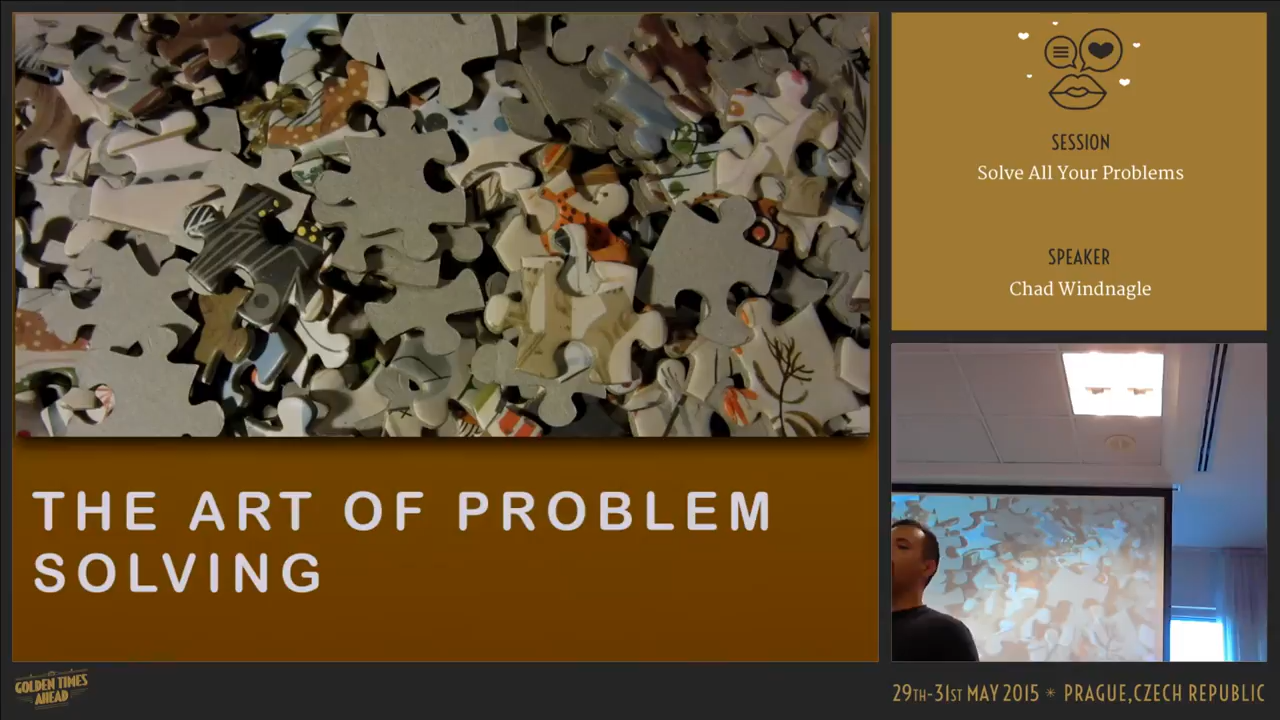 THE ART OF PROBLEM
SOLVING
SESSION
Solve All Your Problems
SPEAKER
Chad Windnagle
GOLDEN TIMES
AHEAD
29TH-31ST MAY 2015 * PRAGUE,CZECH REPUBLIC